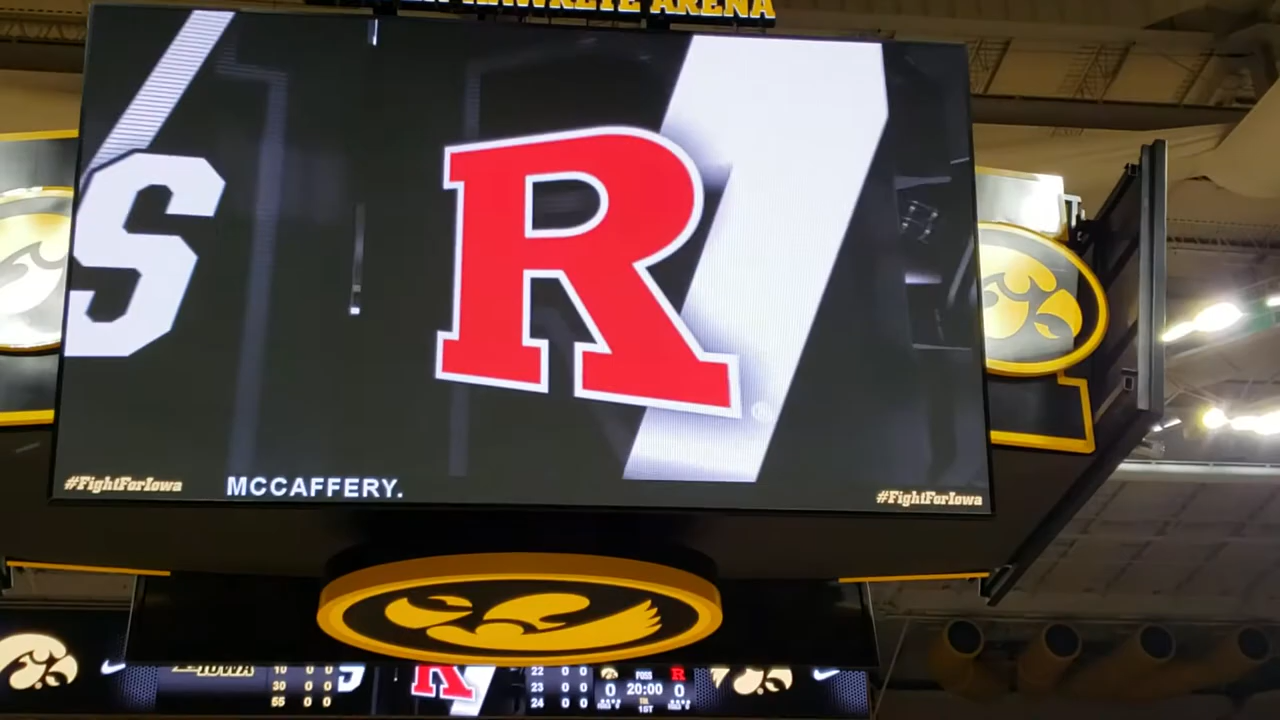 HAWKEYE ARENA
S
R
®
#FightForIowa
MCCAFFERY.
#FightForIowa
IOWA
10 0 0
30 0 0
55 0 0
S
R
22 0 0
23 0 0
24 0 0
POSS
R
0 20:00 0
1ST